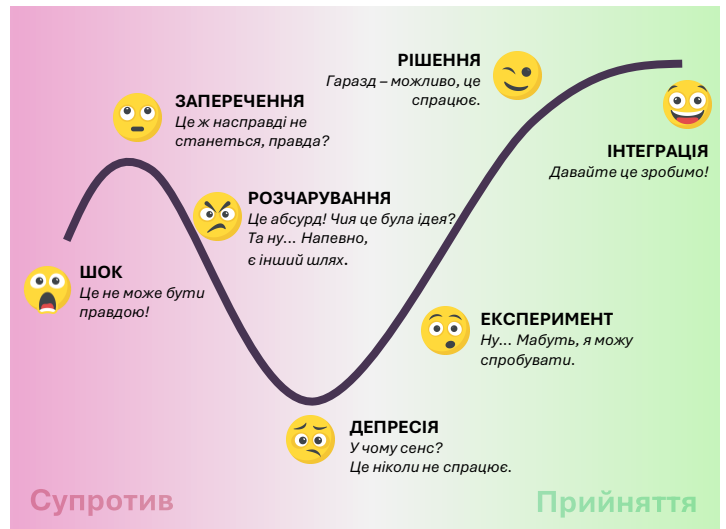 ШОК
Це не може бути
правдою!
ЗАПЕРЕЧЕННЯ
Це ж насправді не
станеться, правда?
РОЗЧАРУВАННЯ
Це абсурд! Чия це була ідея?
Та ну... Напевно,
є інший шлях.
ДЕПРЕСІЯ
У чому сенс?
Це ніколи не спрацює.
ЕКСПЕРИМЕНТ
Ну... Мабуть, я можу
спробувати.
РІШЕННЯ
Гаразд – можливо, це
спрацює.
ІНТЕГРАЦІЯ
Давайте це зробимо!
Супротив
Прийняття